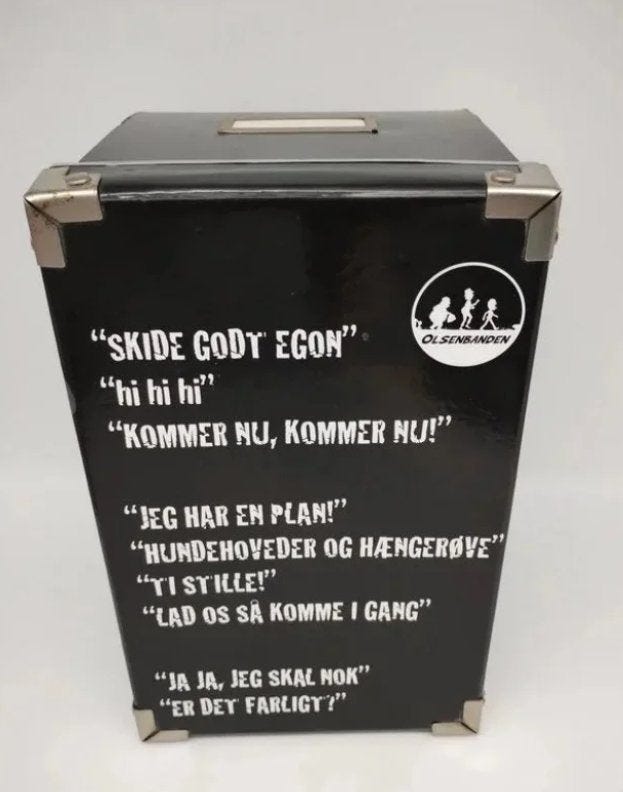 OLSENBANDEN
“SKIDE GODT EGON”
“hi hi hi”
“KOMMER NU, KOMMER NU!”
“JEG HAR EN PLAN!”
“HUNDEHOVEDER OG HÆNGERØVE”
“TI STILLE!”
“LAD OS SÅ KOMME I GANG”
“JA JA, JEG SKAL NOK”
“ER DET FARLIGT?”